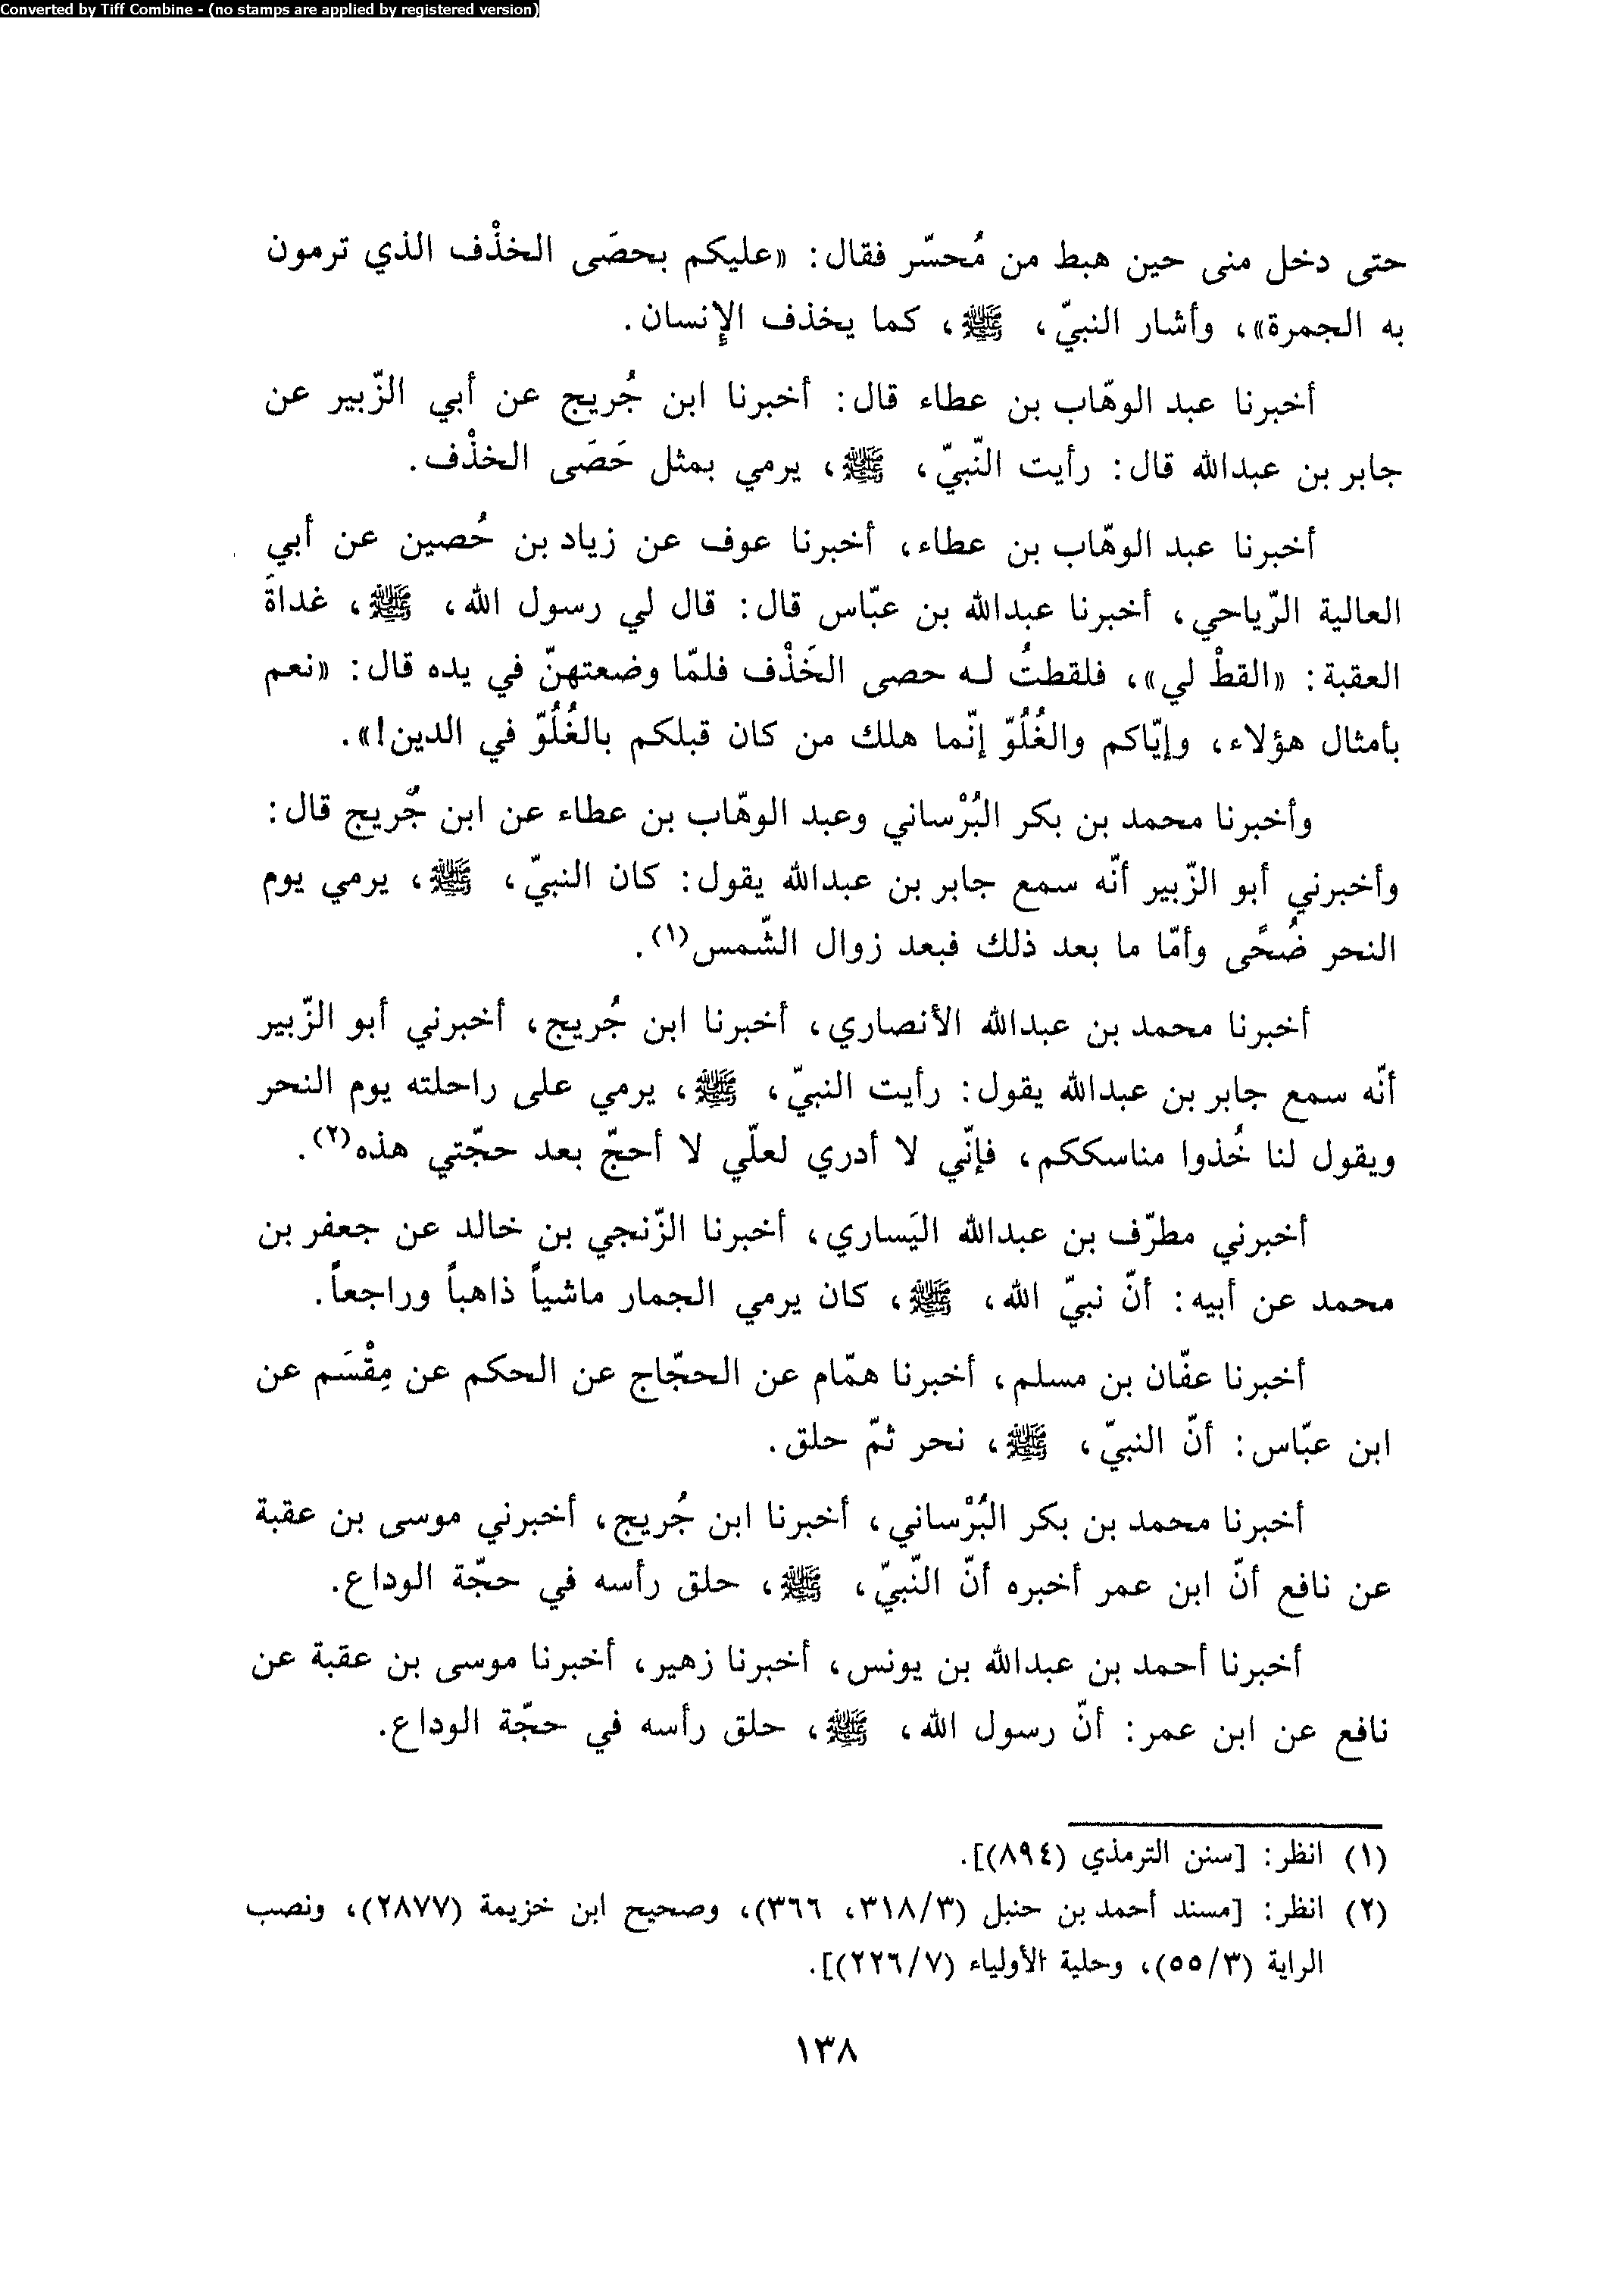 Converted by Tiff Combine - (no stamps are applied by registered version)
حتى دخل منى حين هبط من مُحسّر فقال: «عليكم بحصَى الخذْف الذي ترمون
به الجمرة»، وأشار النبيّ، ﷺ، كما يخذف الإِنسان.
أخبرنا عبد الوهّاب بن عطاء قال: أخبرنا ابن جُريج عن أبي الزّبير عن
جابر بن عبدالله قال: رأيت النّبيّ، ﷺ، يرمي بمثل حَصَى الخذْف.
أخبرنا عبد الوهّاب بن عطاء، أخبرنا عوف عن زياد بن حُصين عن أبي
العالية الرّياحي، أخبرنا عبدالله بن عبّاس قال: قال لي رسول الله، ﷺ، غداةَ
العقبة: «القطْ لي»، فلقطتُ له حصى الخَذْف فلمّا وضعتهنّ في يده قال: «نعم
بأمثال هؤلاء، وإيّاكم والغُلُوّ إنّما هلك من كان قبلكم بالغُلُوّ في الدين!».
وأخبرنا محمد بن بكر البُرْساني وعبد الوهّاب بن عطاء عن ابن جُريج قال:
وأخبرني أبو الزّبير أنّه سمع جابر بن عبدالله يقول: كان النبيّ، ﷺ، يرمي يوم
النحر ضُحًى وأمّا ما بعد ذلك فبعد زوال الشّمس(١).
أخبرنا محمد بن عبدالله الأنصاري، أخبرنا ابن جُريج، أخبرني أبو الزّبير
أنّه سمع جابر بن عبدالله يقول: رأيت النبيّ، ﷺ، يرمي على راحلته يوم النحر
ويقول لنا خُذوا مناسككم، فإنّي لا أدري لعلّي لا أحجّ بعد حجّتي هذه(٢).
أخبرني مطرّف بن عبدالله اليَساري، أخبرنا الزّنجي بن خالد عن جعفر بن
محمد عن أبيه: أنّ نبيّ الله، ﷺ، كان يرمي الجمار ماشياً ذاهباً وراجعاً.
أخبرنا عفّان بن مسلم، أخبرنا همّام عن الحجّاج عن الحكم عن مِقْسَم عن
ابن عبّاس: أنّ النبيّ، ﷺ، نحر ثمّ حلق.
أخبرنا محمد بن بكر البُرْساني، أخبرنا ابن جُريج، أخبرني موسى بن عقبة
عن نافع أنّ ابن عمر أخبره أنّ النّبيّ، ﷺ، حلق رأسه في حجّة الوداع.
أخبرنا أحمد بن عبدالله بن يونس، أخبرنا زهير، أخبرنا موسى بن عقبة عن
نافع عن ابن عمر: أنّ رسول الله، ﷺ، حلق رأسه في حجّة الوداع.
(١) انظر: [سنن الترمذي (٨٩٤)].
(٢) انظر: [مسند أحمد بن حنبل (٣١٨/٣، ٣٦٦)، وصحيح ابن خزيمة (٢٨٧٧)، ونصب
الراية (٥٥/٣)، وحلية الأولياء (٢٢٦/٧)].
١٣٨